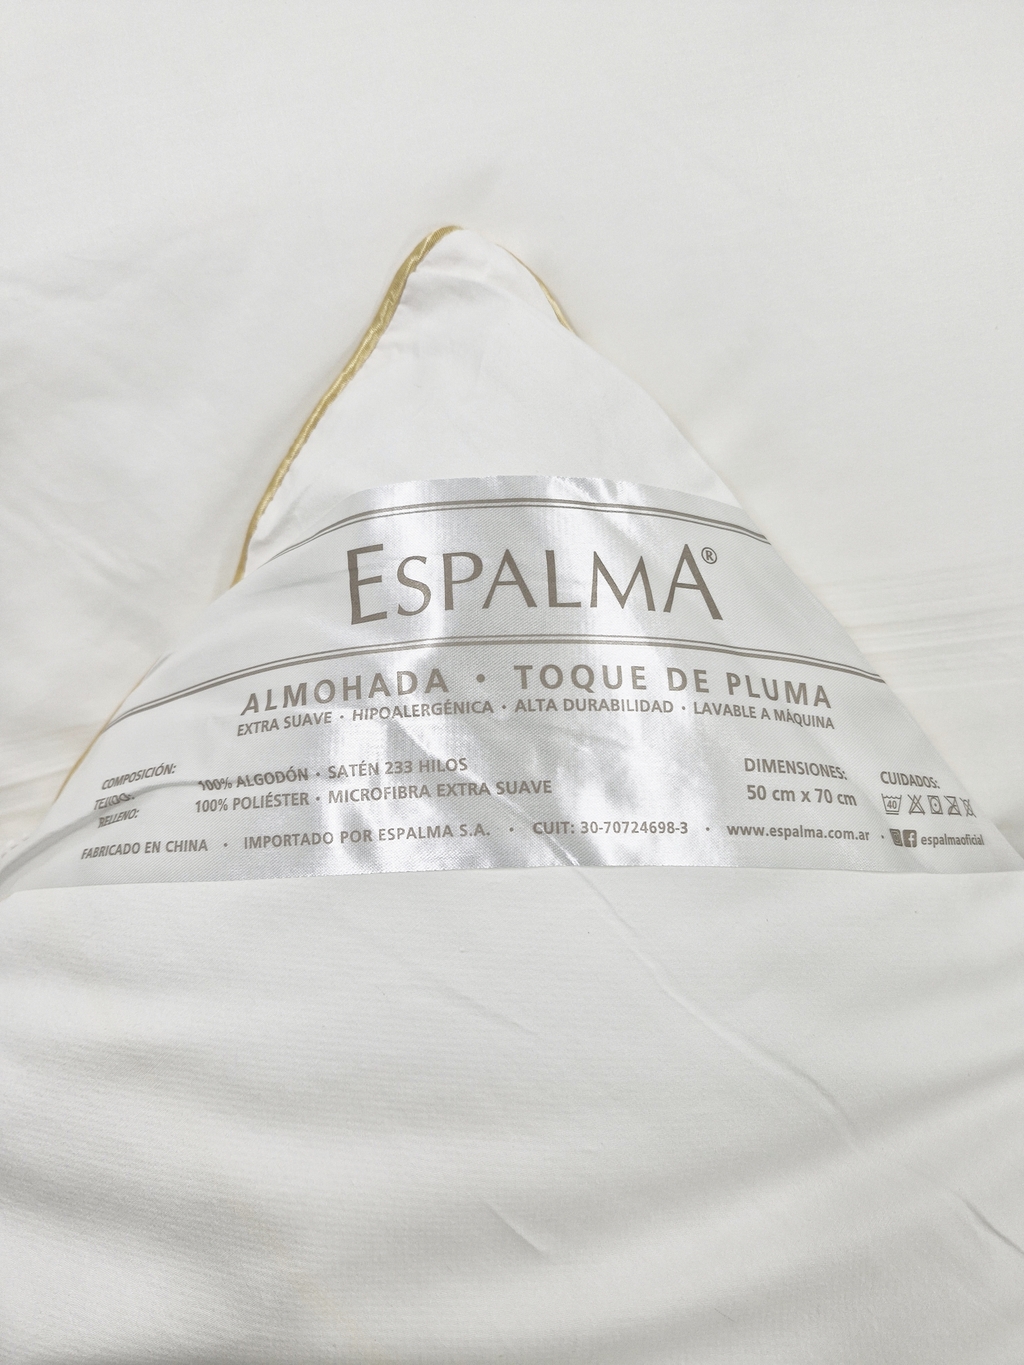 ESPALMA®
ALMOHADA • TOQUE DE PLUMA
EXTRA SUAVE • HIPOALERGÉNICA • ALTA DURABILIDAD • LAVABLE A MÁQUINA
COMPOSICIÓN:
TEJIDO: 100% ALGODÓN • SATÉN 233 HILOS
RELLENO: 100% POLIÉSTER • MICROFIBRA EXTRA SUAVE
DIMENSIONES:
50 cm x 70 cm
CUIDADOS:
40
FABRICADO EN CHINA • IMPORTADO POR ESPALMA S.A. • CUIT: 30-70724698-3 • www.espalma.com.ar • espalmaoficial